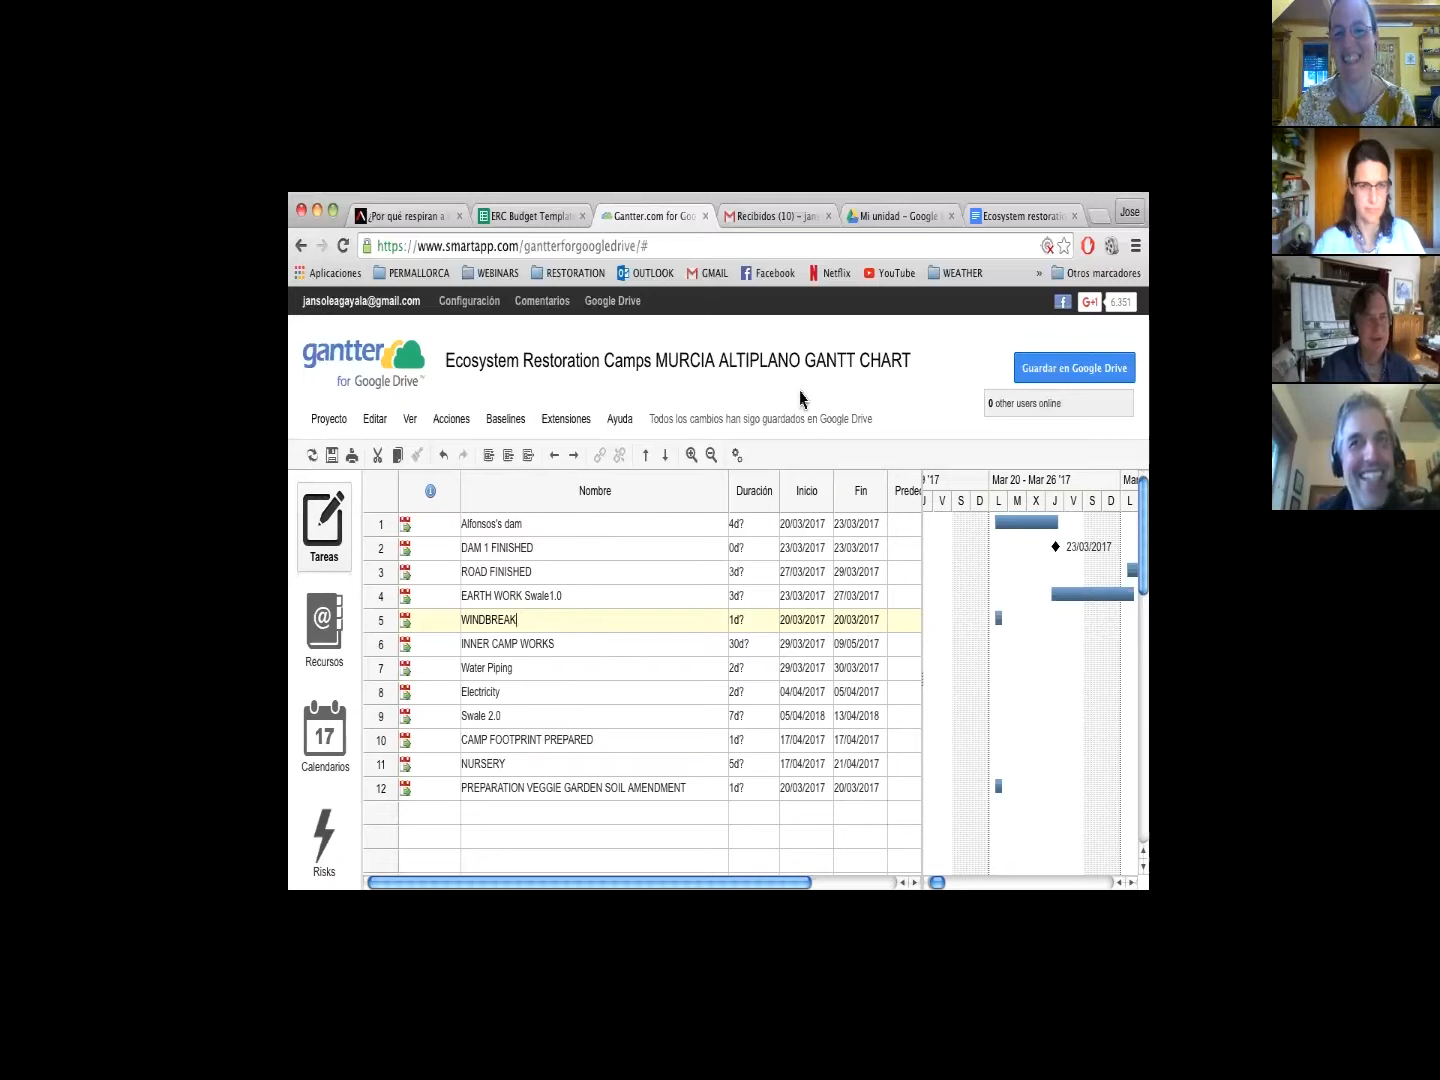 ¿Por qué respiran a
ERC Budget Template
Gantter.com for Goo
Recibidos (10) – jan
Mi unidad – Google
Ecosystem restoratio
Jose
https://www.smartapp.com/gantterforgoogledrive/#
Aplicaciones PERMALLORCA WEBINARS RESTORATION OUTLOOK GMAIL Facebook Netflix YouTube WEATHER » Otros marcadores
jansoleagayala@gmail.com Configuración Comentarios Google Drive G+1 6.351
gantter
for Google Drive™
Ecosystem Restoration Camps MURCIA ALTIPLANO GANTT CHART
Guardar en Google Drive
0 other users online
Proyecto Editar Ver Acciones Baselines Extensiones Ayuda Todos los cambios han sigo guardados en Google Drive
Tareas
@
Recursos
17
Calendarios
Risks
Nombre Duración Inicio Fin Predec
1 Alfonsos's dam 4d? 20/03/2017 23/03/2017
2 DAM 1 FINISHED 0d? 23/03/2017 23/03/2017
3 ROAD FINISHED 3d? 27/03/2017 29/03/2017
4 EARTH WORK Swale1.0 3d? 23/03/2017 27/03/2017
5 WINDBREAK 1d? 20/03/2017 20/03/2017
6 INNER CAMP WORKS 30d? 29/03/2017 09/05/2017
7 Water Piping 2d? 29/03/2017 30/03/2017
8 Electricity 2d? 04/04/2017 05/04/2017
9 Swale 2.0 7d? 05/04/2018 13/04/2018
10 CAMP FOOTPRINT PREPARED 1d? 17/04/2017 17/04/2017
11 NURSERY 5d? 17/04/2017 21/04/2017
12 PREPARATION VEGGIE GARDEN SOIL AMENDMENT 1d? 20/03/2017 20/03/2017
'17 Mar 20 - Mar 26 '17 Mar
J V S D L M X J V S D L
23/03/2017